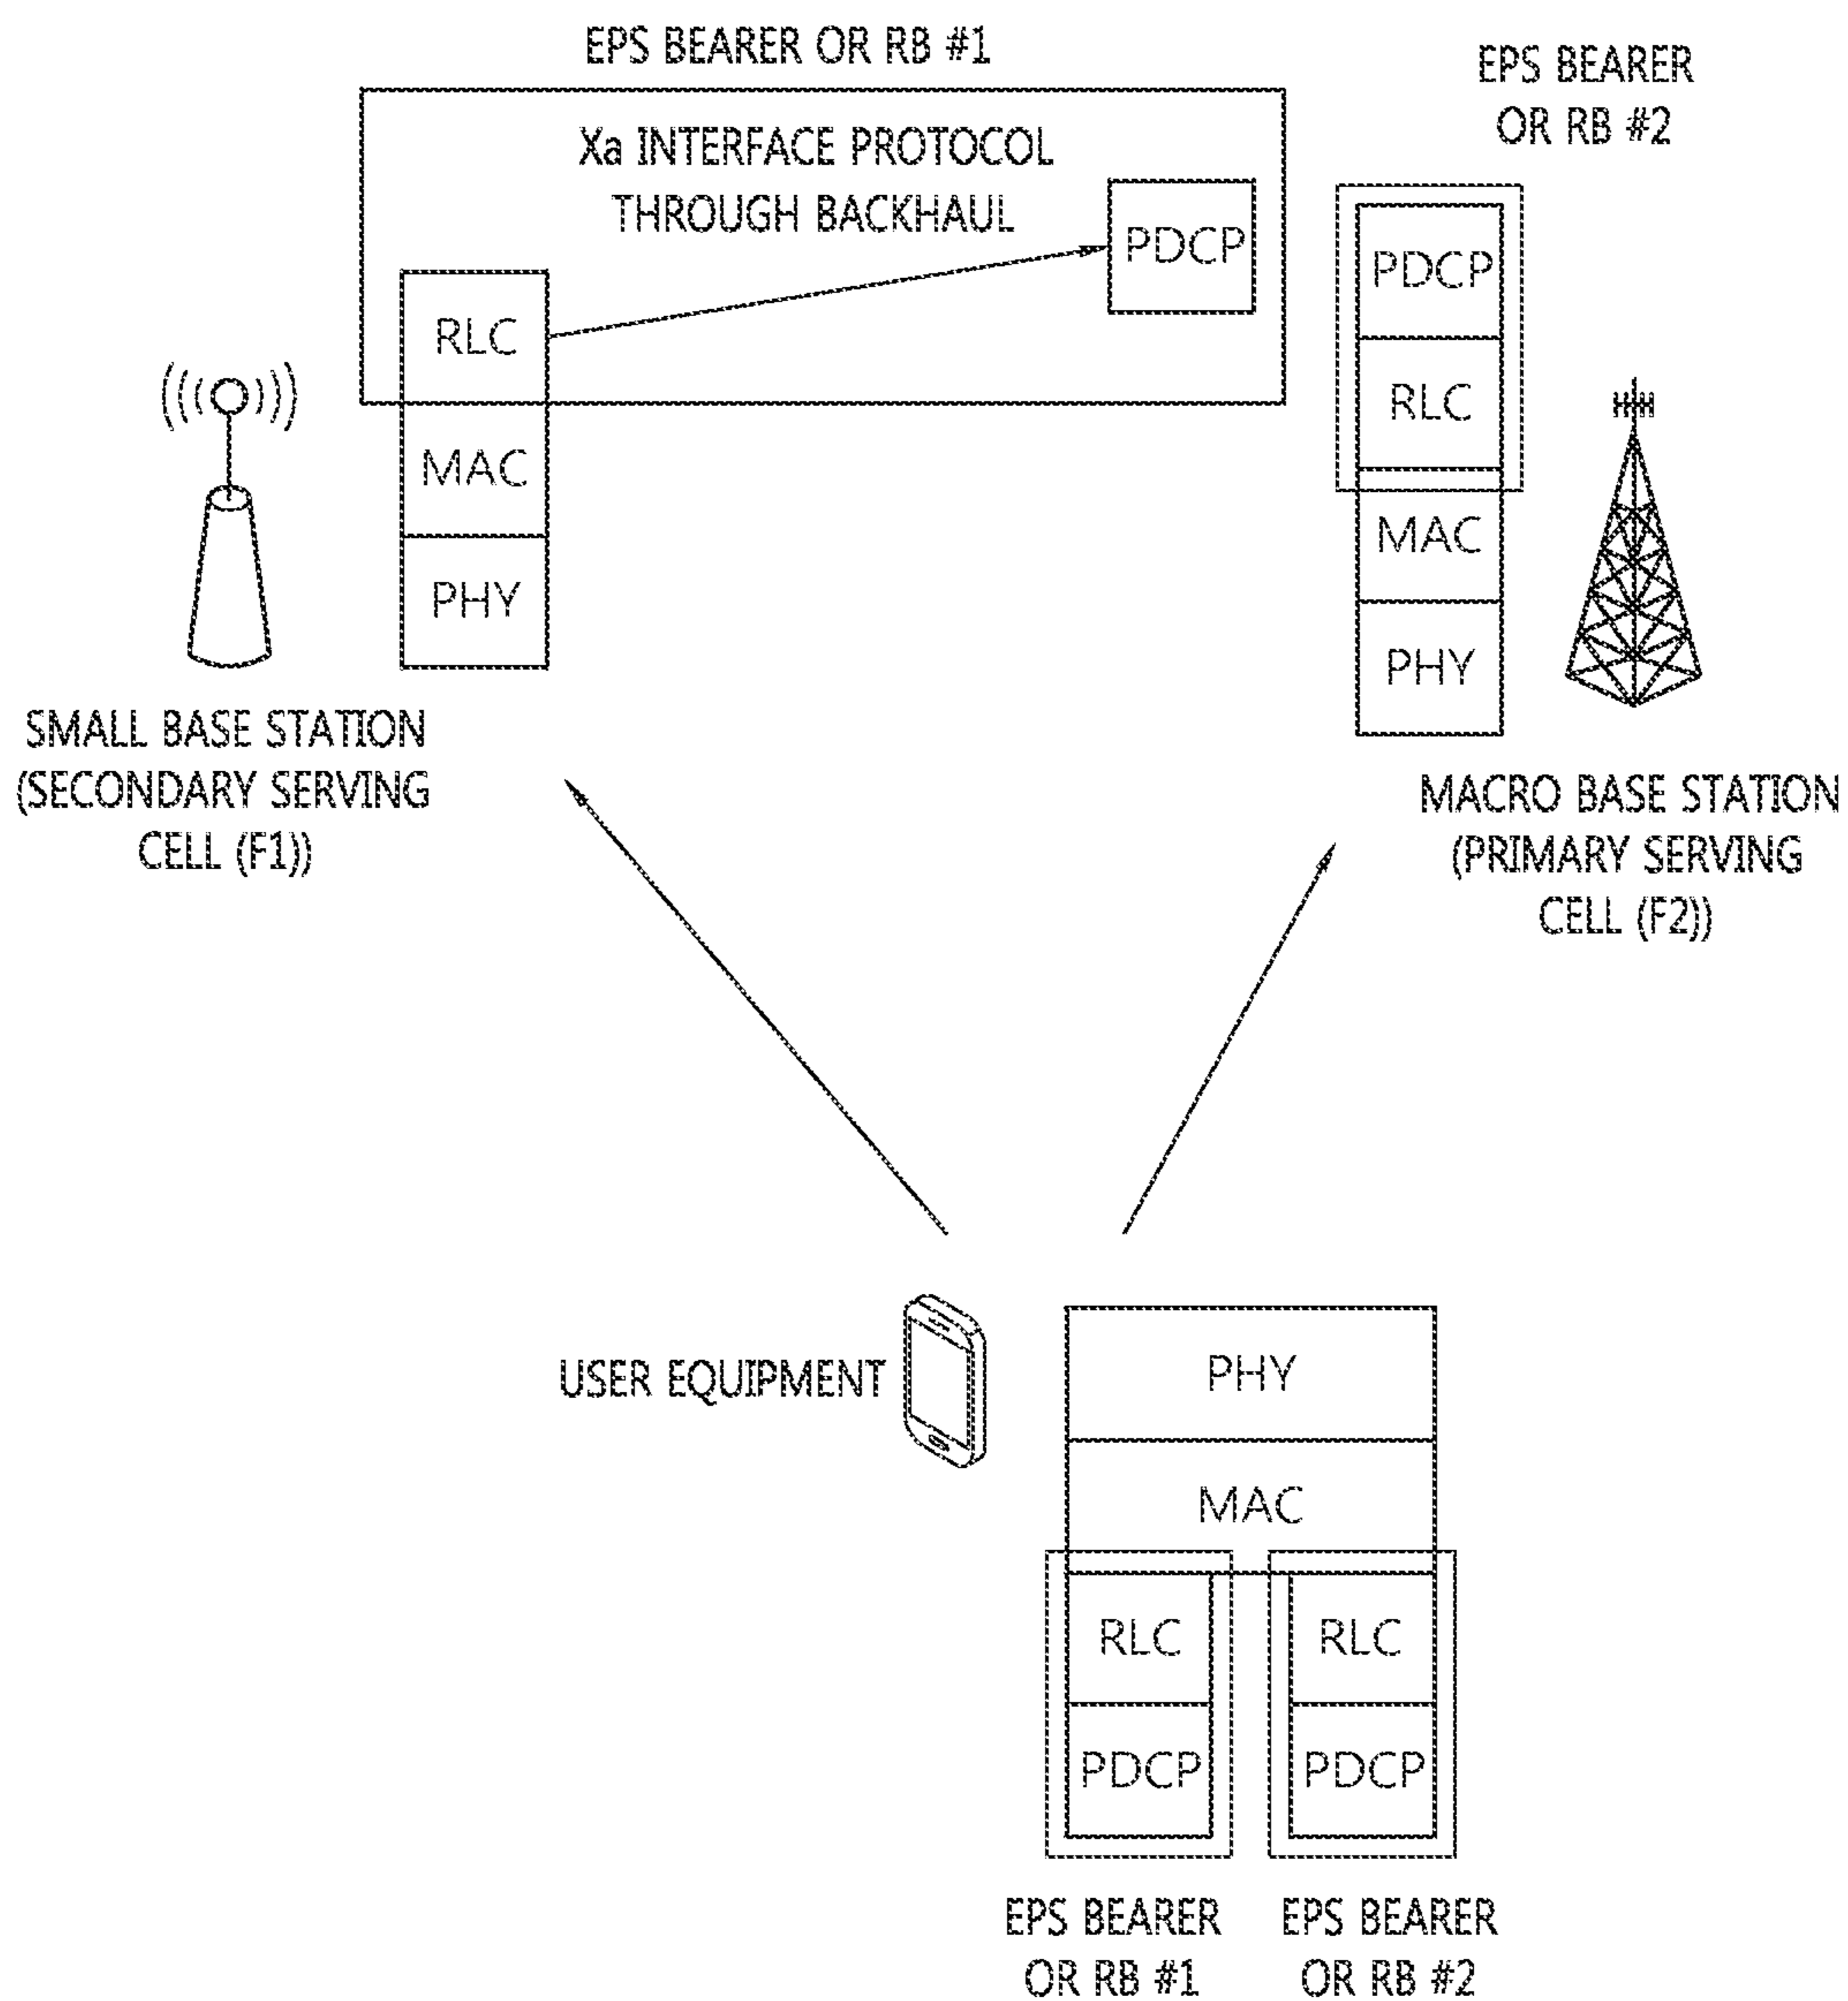 EPS BEARER OR RB #1
Xa INTERFACE PROTOCOL
THROUGH BACKHAUL
PDCP
RLC
MAC
PHY
SMALL BASE STATION
(SECONDARY SERVING
CELL (F1))
EPS BEARER
OR RB #2
PDCP
RLC
MAC
PHY
MACRO BASE STATION
(PRIMARY SERVING
CELL (F2))
USER EQUIPMENT
PHY
MAC
RLC
PDCP
EPS BEARER
OR RB #1
RLC
PDCP
EPS BEARER
OR RB #2